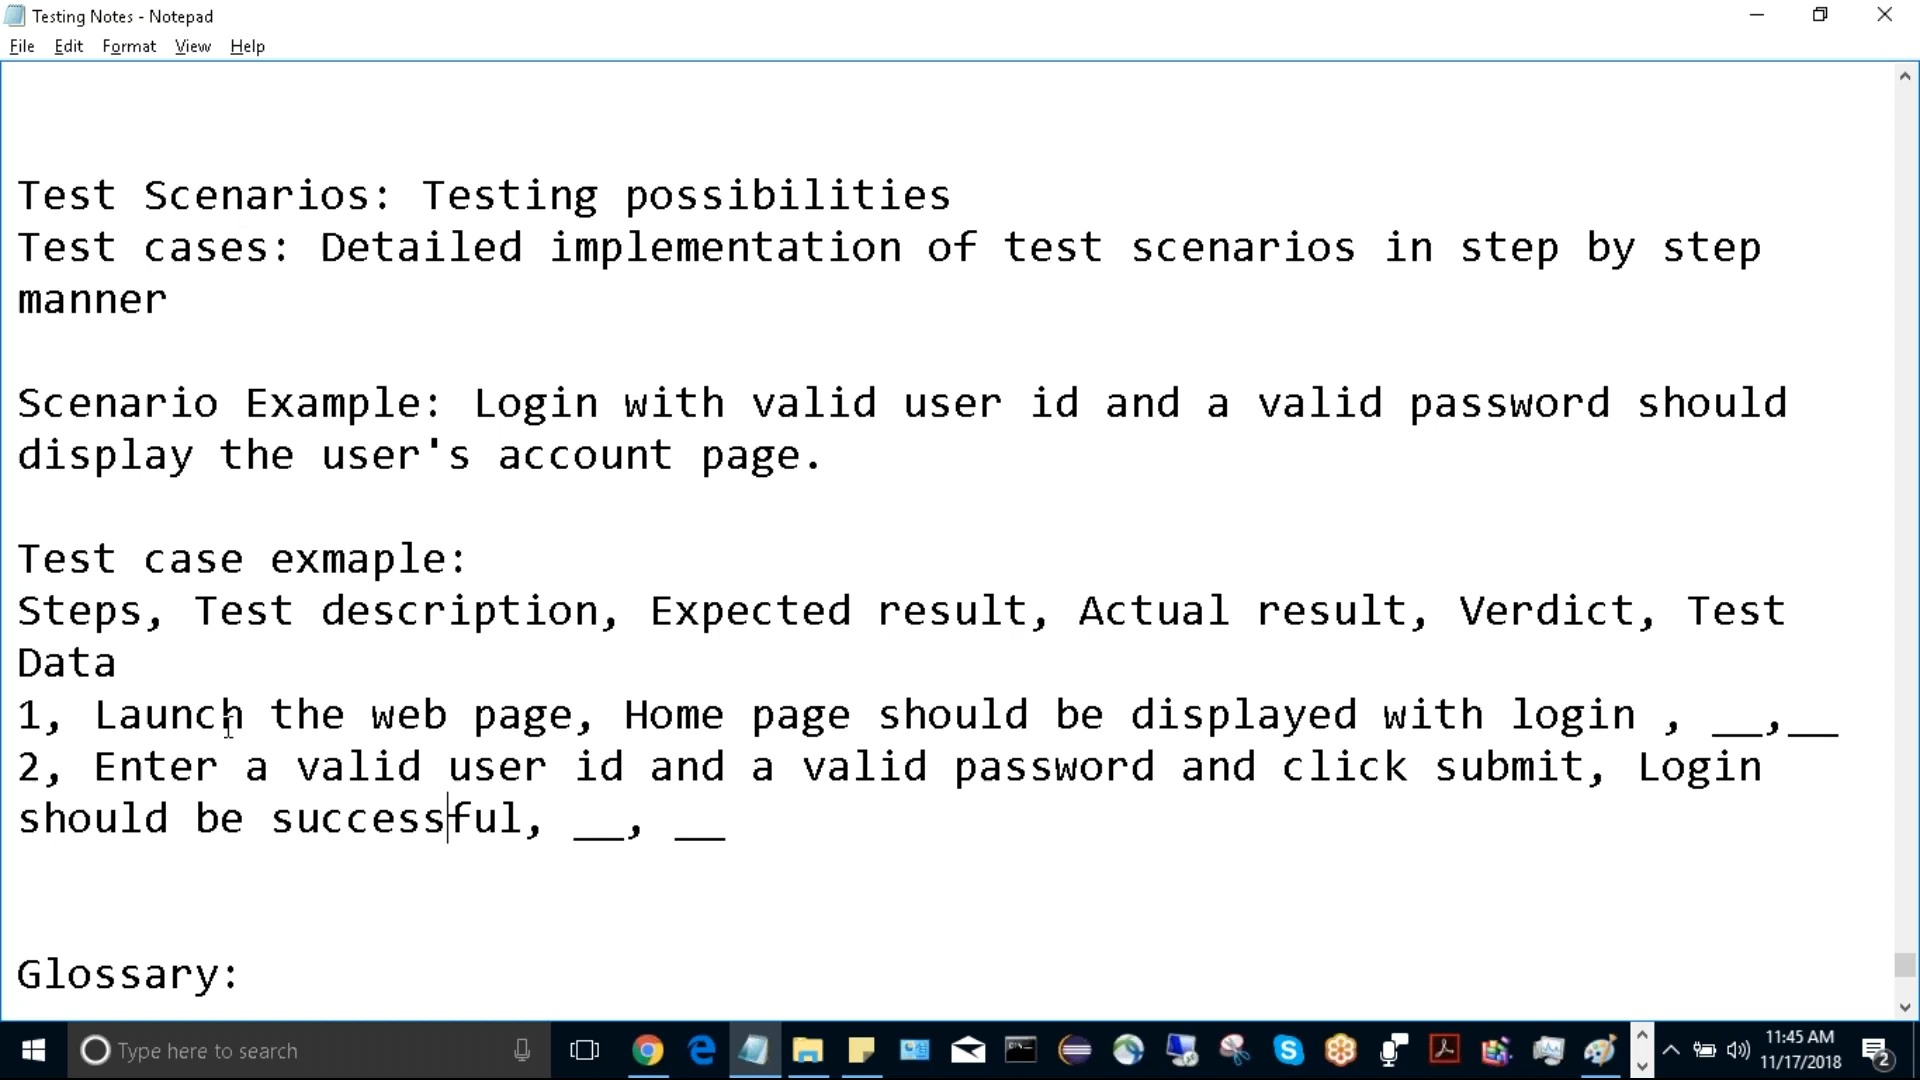 Testing Notes - Notepad
File Edit Format View Help
Test Scenarios: Testing possibilities
Test cases: Detailed implementation of test scenarios in step by step
manner
Scenario Example: Login with valid user id and a valid password should
display the user's account page.
Test case exmaple:
Steps, Test description, Expected result, Actual result, Verdict, Test
Data
1, Launch the web page, Home page should be displayed with login , __,__
2, Enter a valid user id and a valid password and click submit, Login
should be successful, __, __
Glossary:
Type here to search
11:45 AM
11/17/2018
2